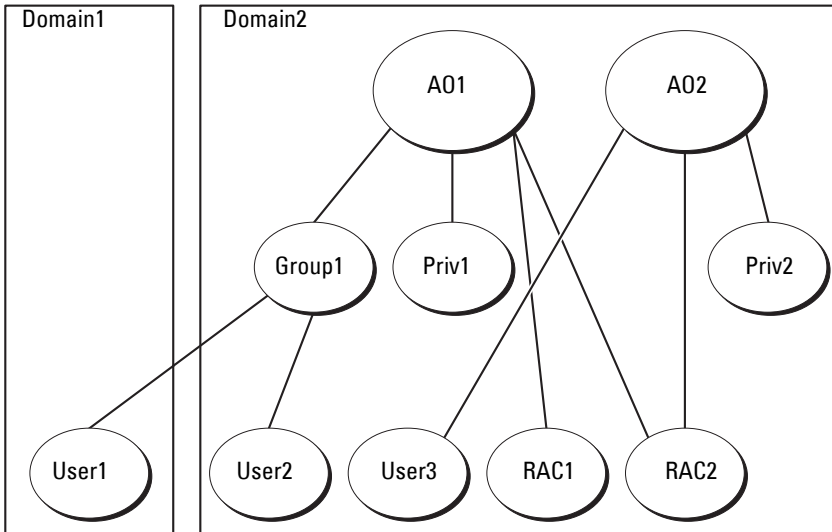 Domain1
Domain2
AO1
AO2
Group1
Priv1
Priv2
User1
User2
User3
RAC1
RAC2